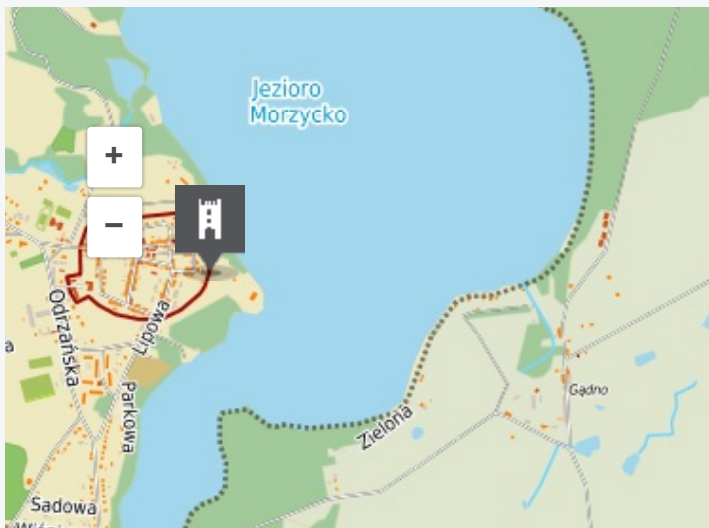 Jezioro
Morzycko
+
−
Odrzańska
Lipowa
a
Parkowa
Zielona
Gądno
Sadowa